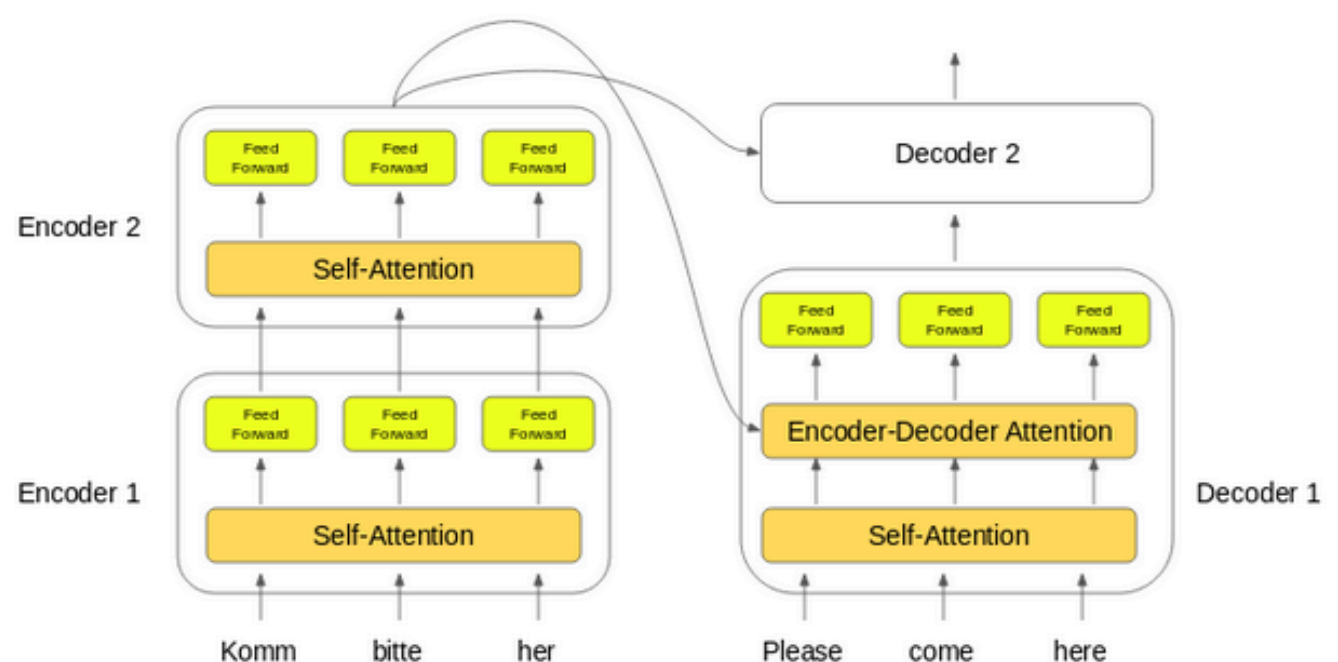 Encoder 2
Feed Forward
Feed Forward
Feed Forward
Self-Attention
Encoder 1
Feed Forward
Feed Forward
Feed Forward
Self-Attention
Komm bitte her
Decoder 2
Feed Forward
Feed Forward
Feed Forward
Encoder-Decoder Attention
Self-Attention
Decoder 1
Please come here